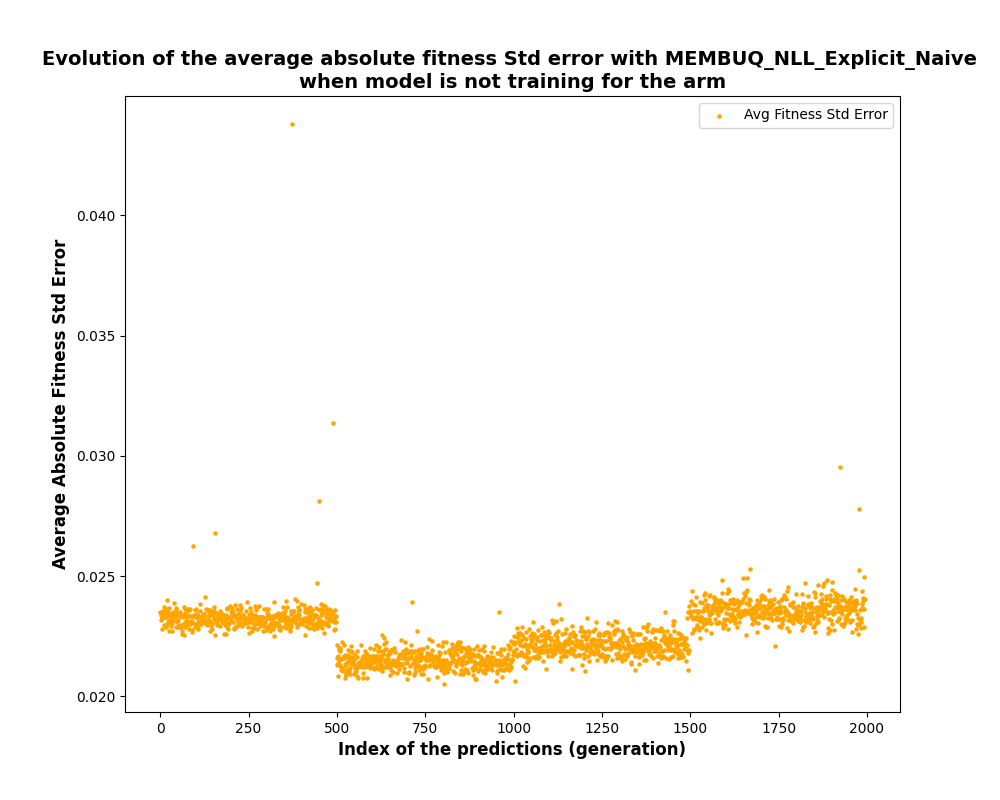 Evolution of the average absolute fitness Std error with MEMBUQ_NLL_Explicit_Naive
when model is not training for the arm
Avg Fitness Std Error
Average Absolute Fitness Std Error
0.040
0.035
0.030
0.025
0.020
0 250 500 750 1000 1250 1500 1750 2000
Index of the predictions (generation)